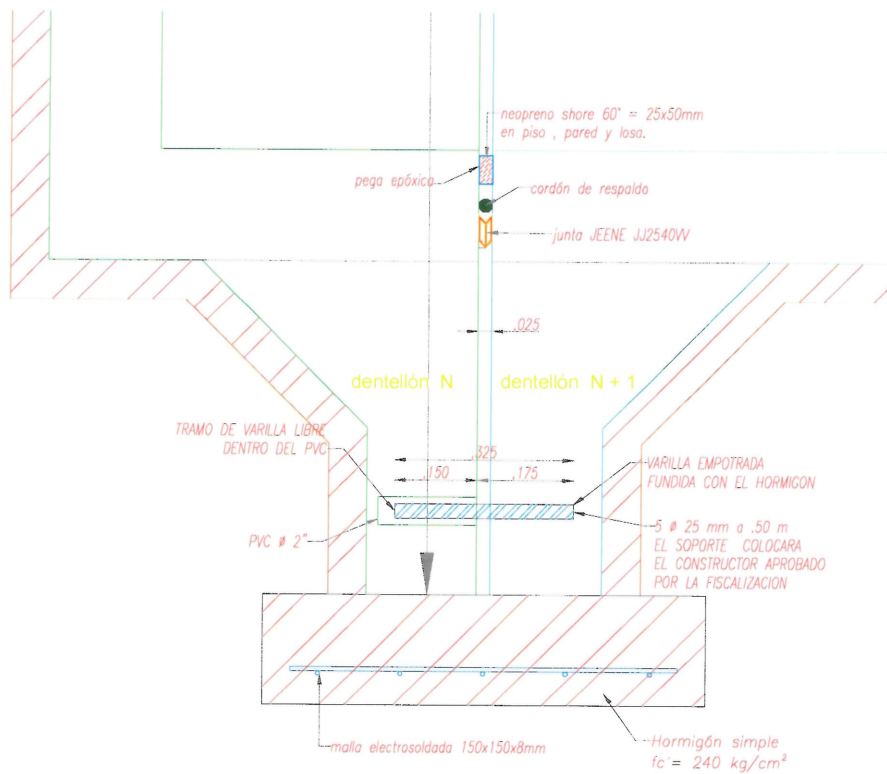 neopreno shore 60° = 25x50mm
en piso , pared y losa.
pega epóxica
cordón de respaldo
junta JEENE JJ2540VV
.025
dentellón N
dentellón N + 1
TRAMO DE VARILLA LIBRE
DENTRO DEL PVC
.325
.150
.175
VARILLA EMPOTRADA
FUNDIDA CON EL HORMIGON
PVC ø 2"
5 ø 25 mm a .50 m
EL SOPORTE COLOCARA
EL CONSTRUCTOR APROBADO
POR LA FISCALIZACION
malla electrosoldada 150x150x8mm
Hormigón simple
fc'= 240 kg/cm²